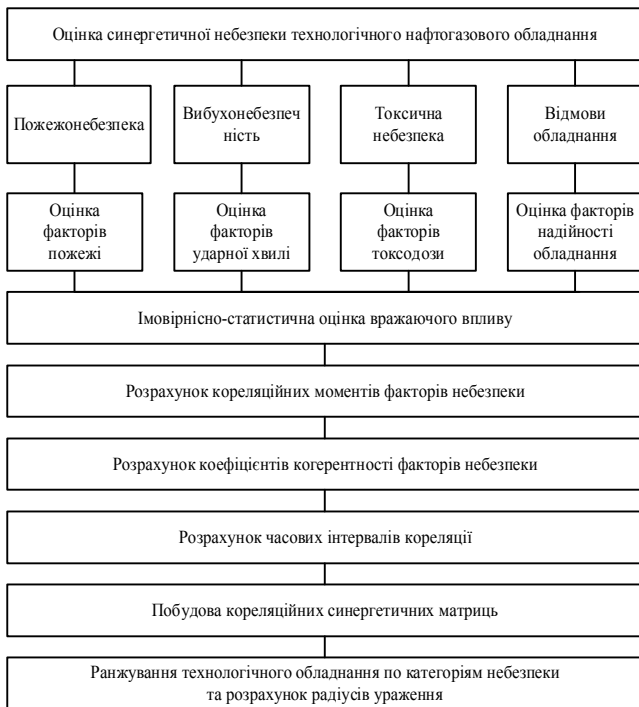 Оцінка синергетичної небезпеки технологічного нафтогазового обладнання
Пожежонебезпека
Вибухонебезпеч
ність
Токсична
небезпека
Відмови
обладнання
Оцінка
факторів
пожежі
Оцінка
факторів
ударної хвилі
Оцінка
факторів
токсодози
Оцінка факторів
надійності
обладнання
Імовірнісно-статистична оцінка вражаючого впливу
Розрахунок кореляційних моментів факторів небезпеки
Розрахунок коефіцієнтів когерентності факторів небезпеки
Розрахунок часових інтервалів кореляції
Побудова кореляційних синергетичних матриць
Ранжування технологічного обладнання по категоріям небезпеки
та розрахунок радіусів ураження